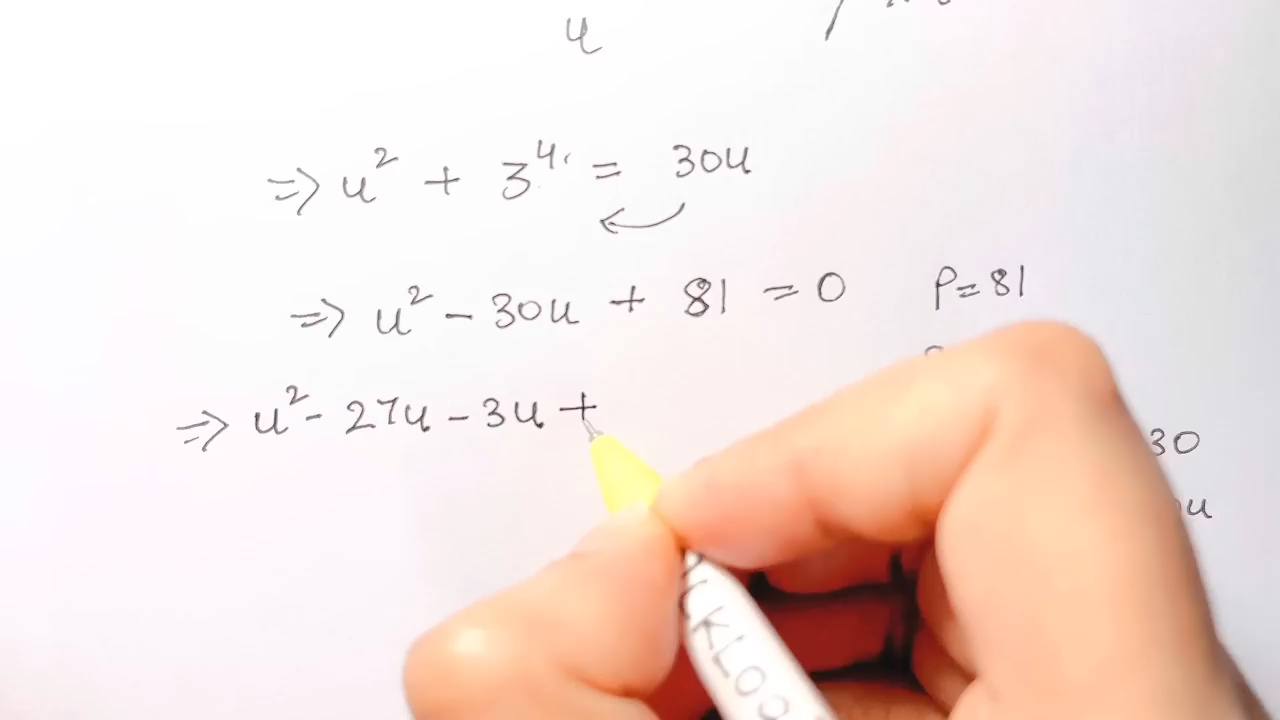 u
⇒ u² + 3⁴ = 30u
⇒ u² - 30u + 81 = 0 P = 81
⇒ u² - 27u - 3u +
30
u